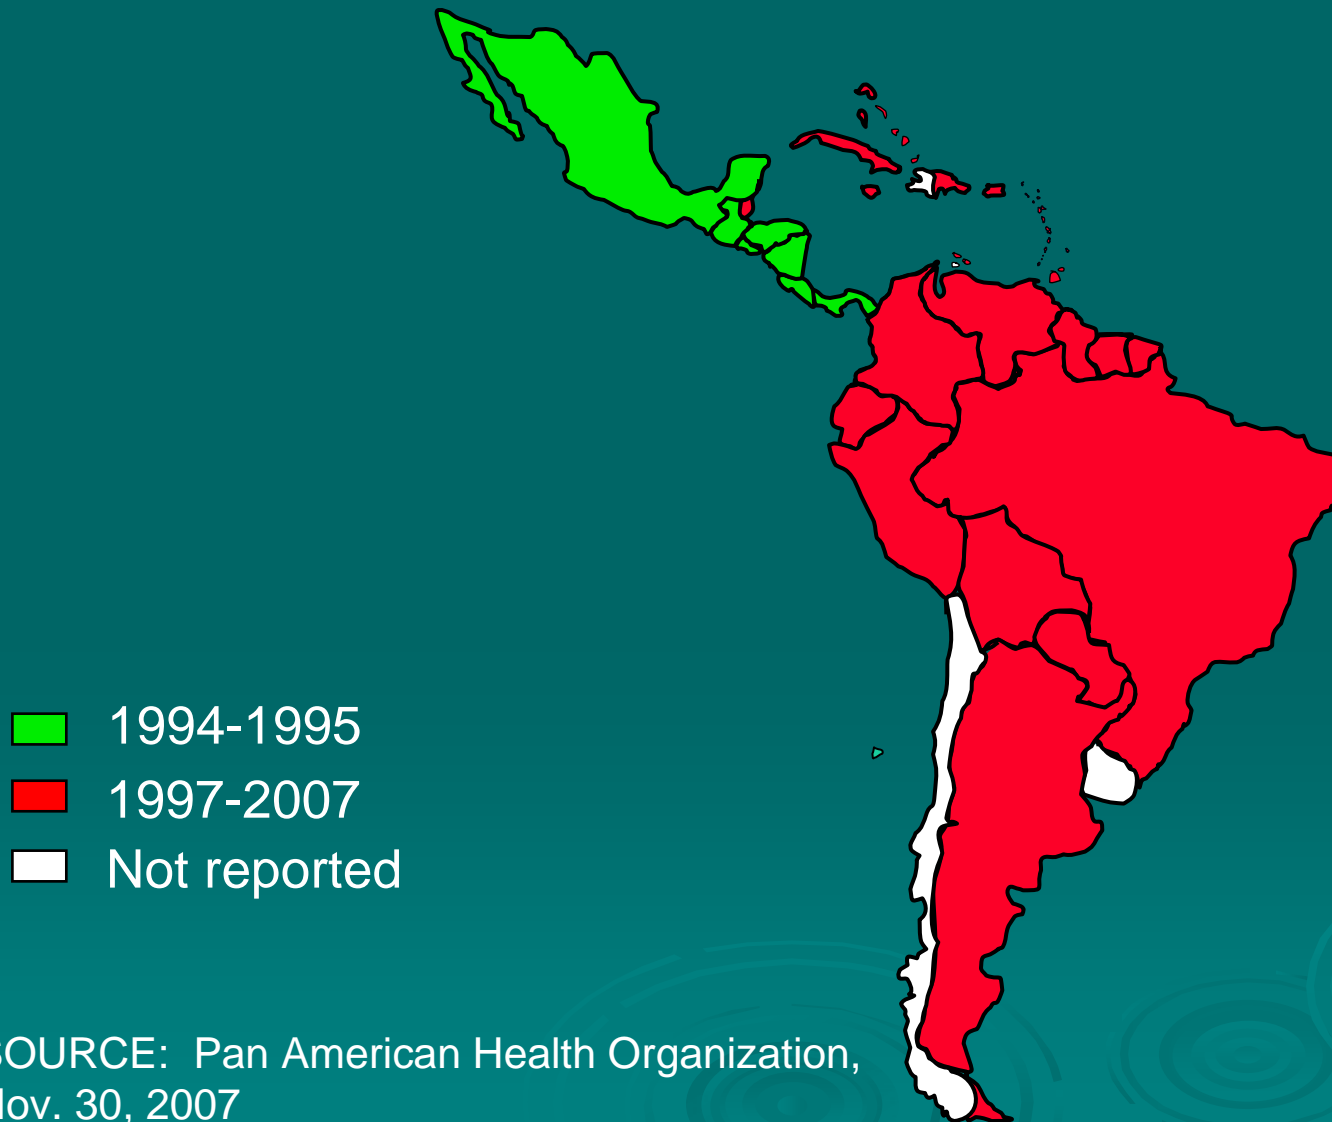 1994-1995
1997-2007
Not reported
OURCE: Pan American Health Organization,
ov. 30, 2007